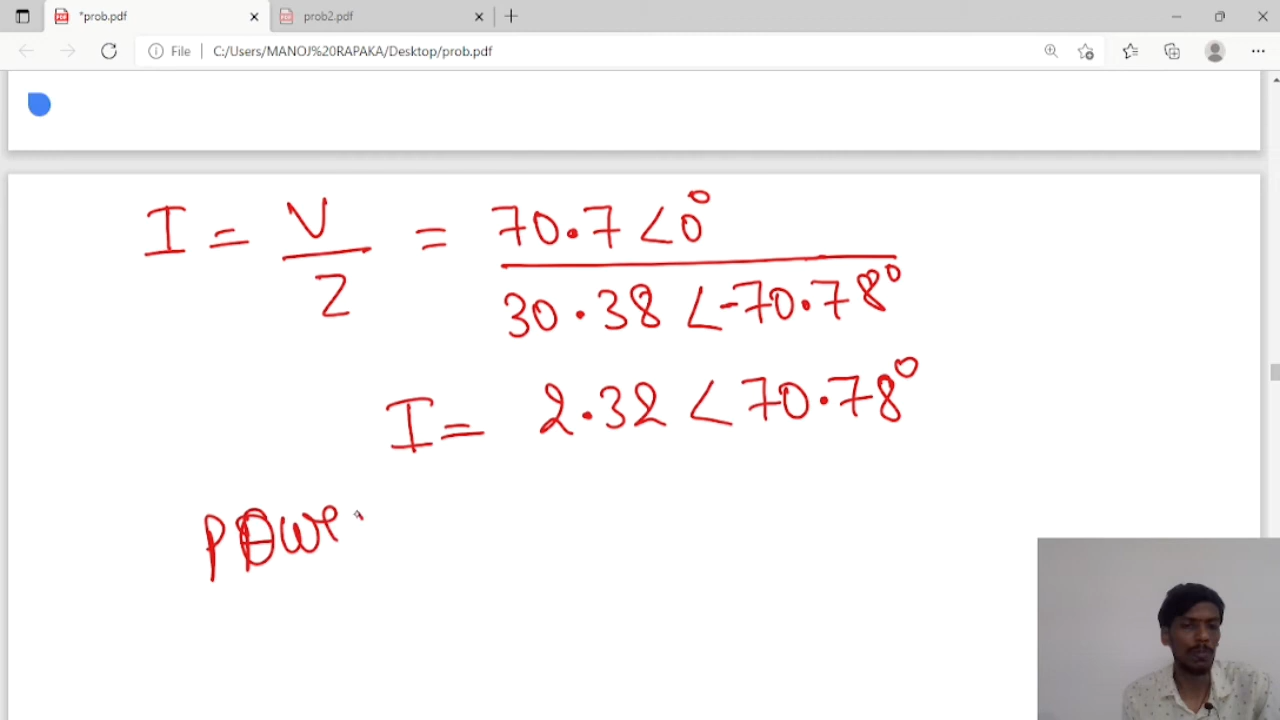 *prob.pdf
prob2.pdf
File
C:/Users/MANOJ%20RAPAKA/Desktop/prob.pdf
I = V/Z = 70.7<0° / 30.38<-70.78°
I = 2.32<70.78°
Powe